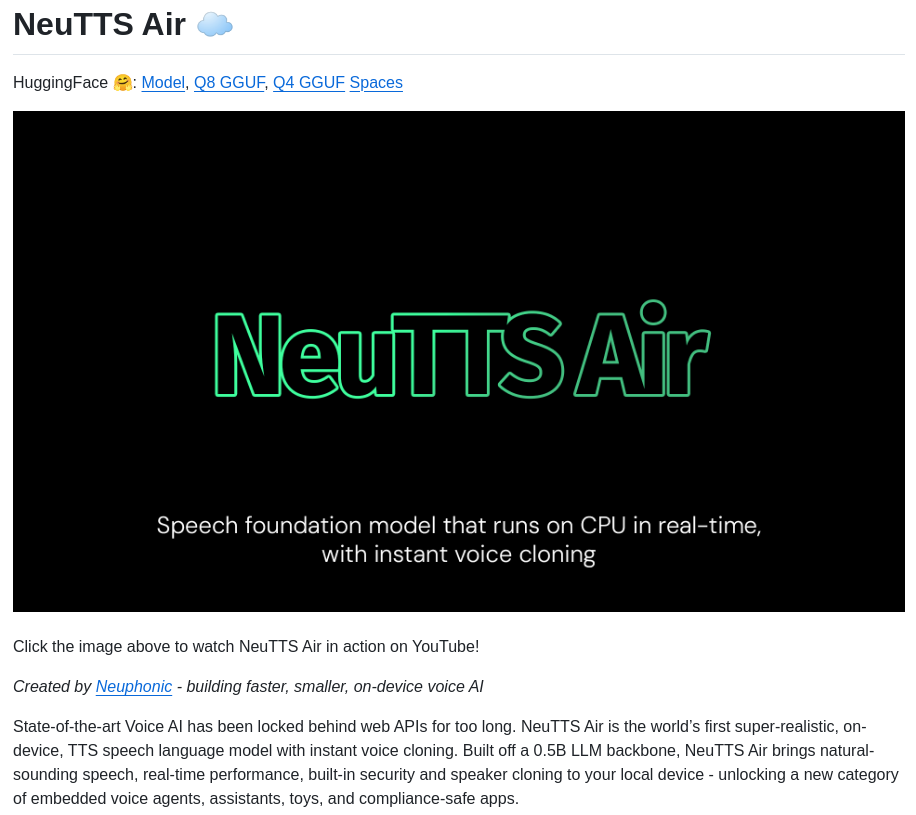 NeuTTS Air ☁️
HuggingFace 🤗: Model, Q8 GGUF, Q4 GGUF Spaces
NeuTTS Air
Speech foundation model that runs on CPU in real-time,
with instant voice cloning
Click the image above to watch NeuTTS Air in action on YouTube!
Created by Neuphonic - building faster, smaller, on-device voice AI
State-of-the-art Voice AI has been locked behind web APIs for too long. NeuTTS Air is the world’s first super-realistic, on-
device, TTS speech language model with instant voice cloning. Built off a 0.5B LLM backbone, NeuTTS Air brings natural-
sounding speech, real-time performance, built-in security and speaker cloning to your local device - unlocking a new category
of embedded voice agents, assistants, toys, and compliance-safe apps.